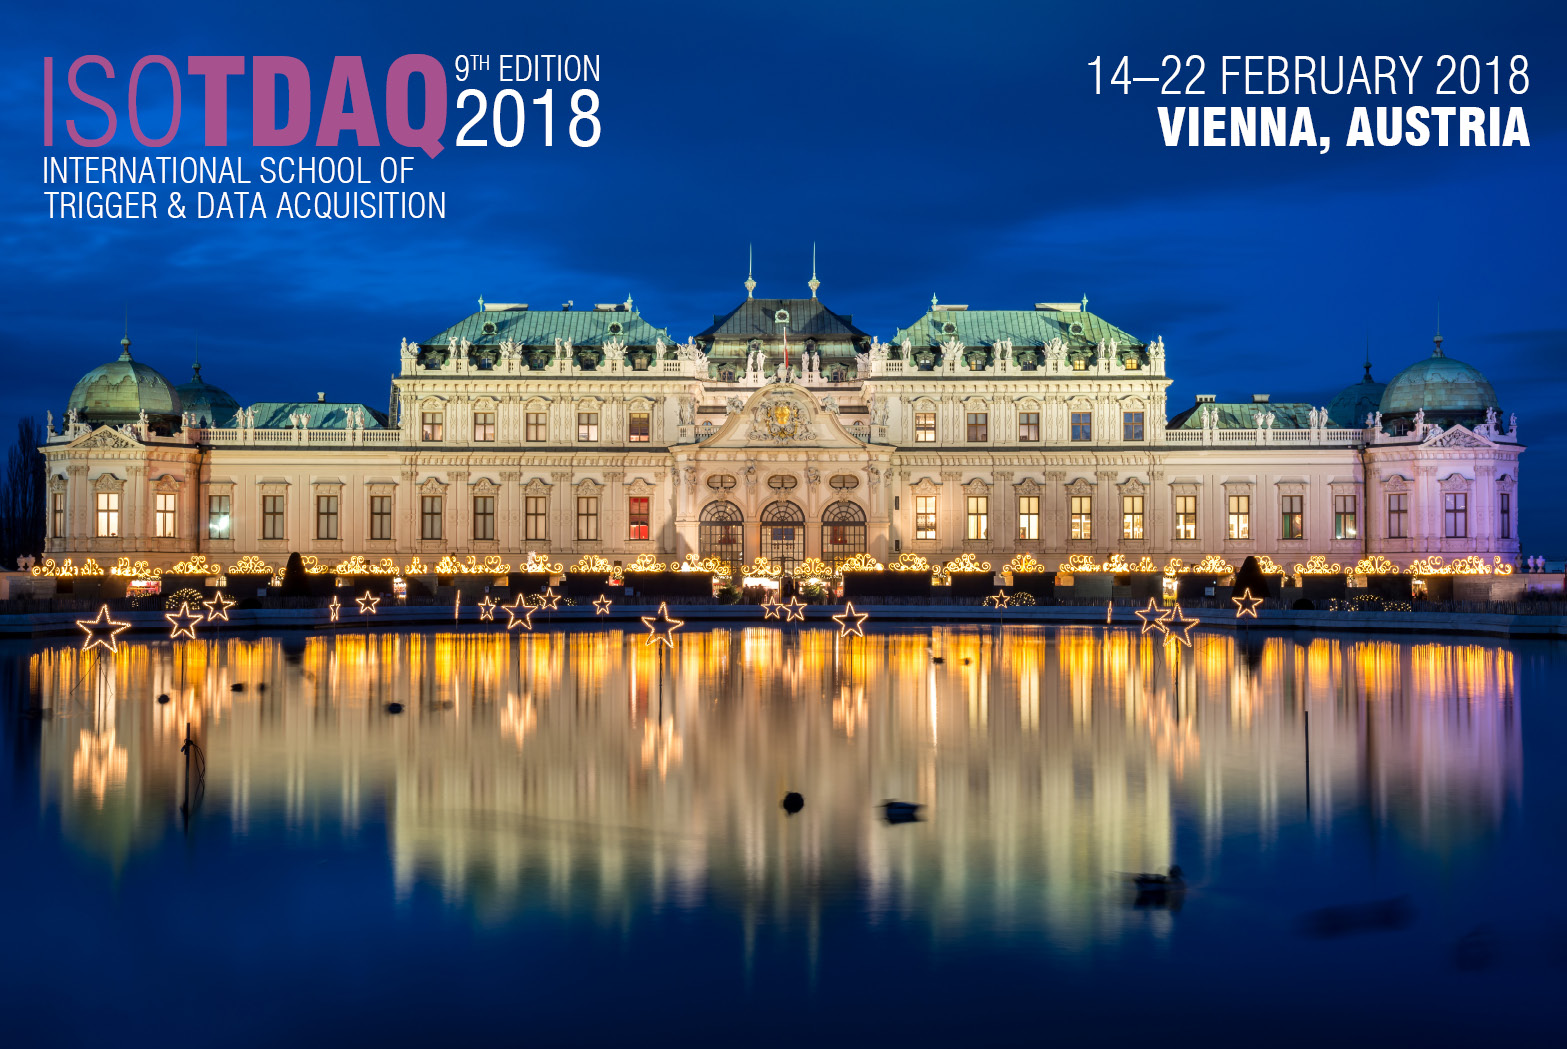 ISOTDAQ 9TH EDITION
2018
INTERNATIONAL SCHOOL OF
TRIGGER & DATA ACQUISITION
14–22 FEBRUARY 2018
VIENNA, AUSTRIA